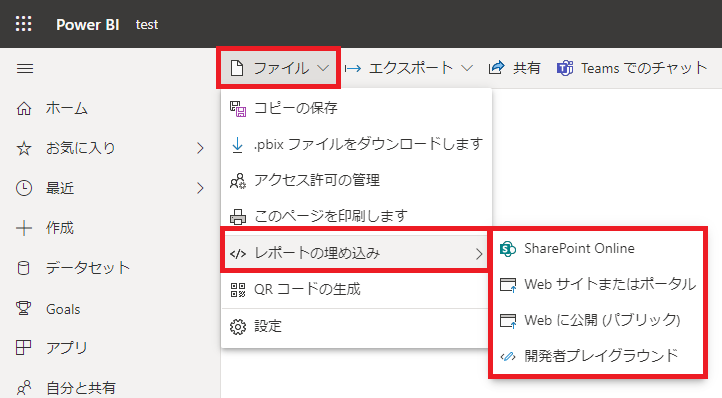 Power BI test
ファイル エクスポート 共有 Teams でのチャット
ホーム
お気に入り
最近
作成
データセット
Goals
アプリ
自分と共有
コピーの保存
.pbix ファイルをダウンロードします
アクセス許可の管理
このページを印刷します
レポートの埋め込み
QR コードの生成
設定
SharePoint Online
Web サイトまたはポータル
Web に公開 (パブリック)
開発者プレイグラウンド